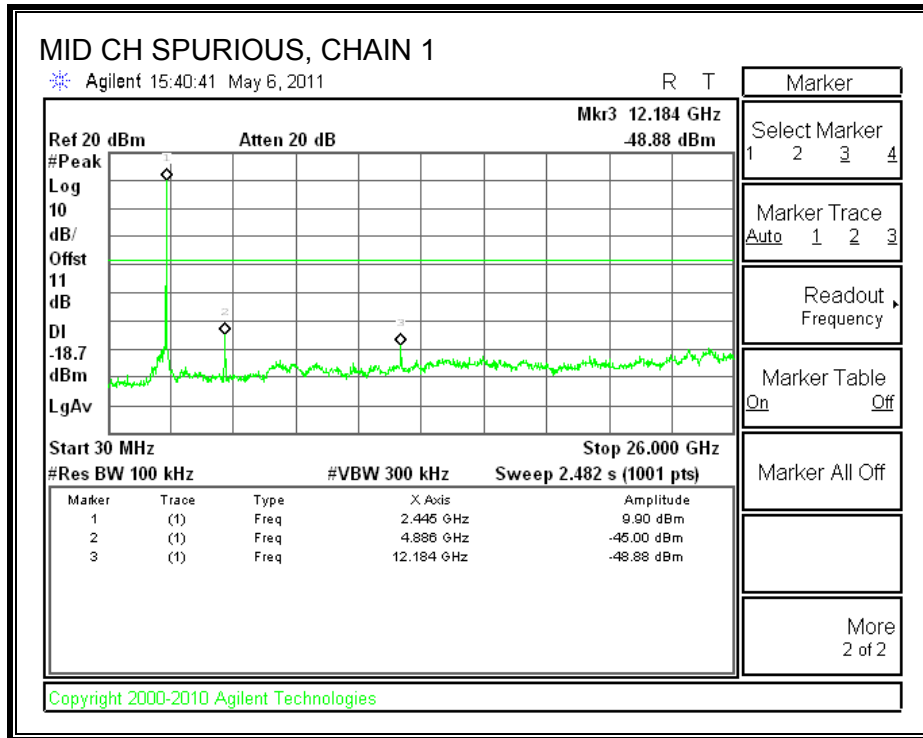 MID CH SPURIOUS, CHAIN 1
Agilent 15:40:41 May 6, 2011 R T
Mkr3 12.184 GHz
Ref 20 dBm Atten 20 dB -48.88 dBm
#Peak
Log
10
dB/
Offst
11
dB
DI
-18.7
dBm
LgAv
1
2
3
Start 30 MHz Stop 26.000 GHz
#Res BW 100 kHz #VBW 300 kHz Sweep 2.482 s (1001 pts)
Marker Trace Type X Axis Amplitude
1 (1) Freq 2.445 GHz 9.90 dBm
2 (1) Freq 4.886 GHz -45.00 dBm
3 (1) Freq 12.184 GHz -48.88 dBm
Marker
Select Marker
1 2 3 4
Marker Trace
Auto 1 2 3
Readout
Frequency
Marker Table
On Off
Marker All Off
More
2 of 2
Copyright 2000-2010 Agilent Technologies